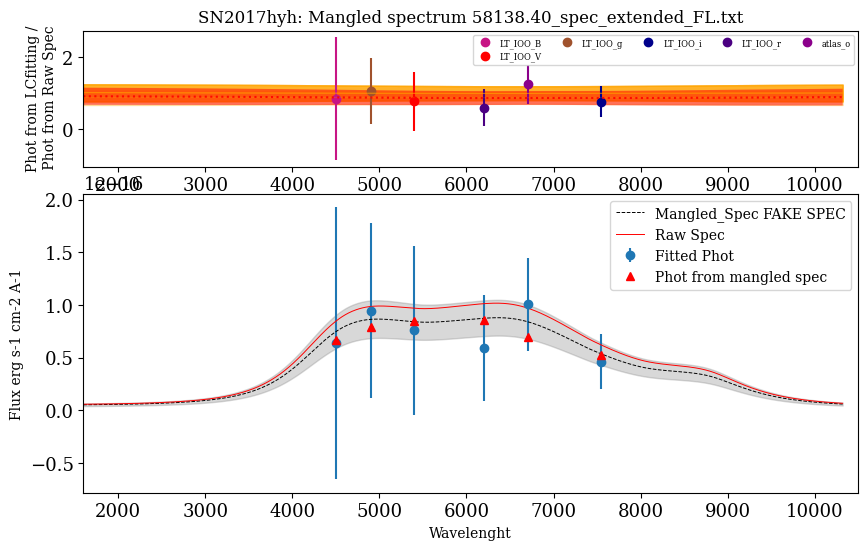 SN2017hyh: Mangled spectrum 58138.40_spec_extended_FL.txt
Phot from LCfitting /
Phot from Raw Spec
2
0
LT_IOO_B
LT_IOO_V
LT_IOO_g
LT_IOO_i
LT_IOO_r
atlas_o
2000 3000 4000 5000 6000 7000 8000 9000 10000
1e−16
Flux erg s-1 cm-2 A-1
2.0
1.5
1.0
0.5
0.0
−0.5
Mangled_Spec FAKE SPEC
Raw Spec
Fitted Phot
Phot from mangled spec
2000 3000 4000 5000 6000 7000 8000 9000 10000
Wavelenght